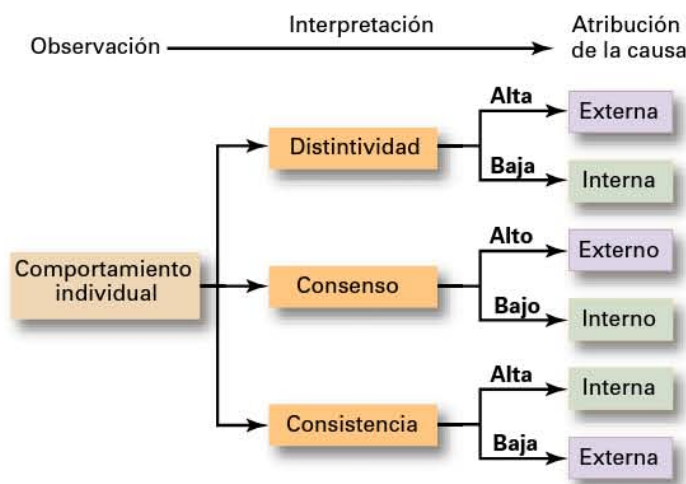 Observación
Interpretación
Atribución
de la causa
Comportamiento
individual
Distintividad
Alta
Externa
Baja
Interna
Consenso
Alto
Externo
Bajo
Interno
Consistencia
Alta
Interna
Baja
Externa